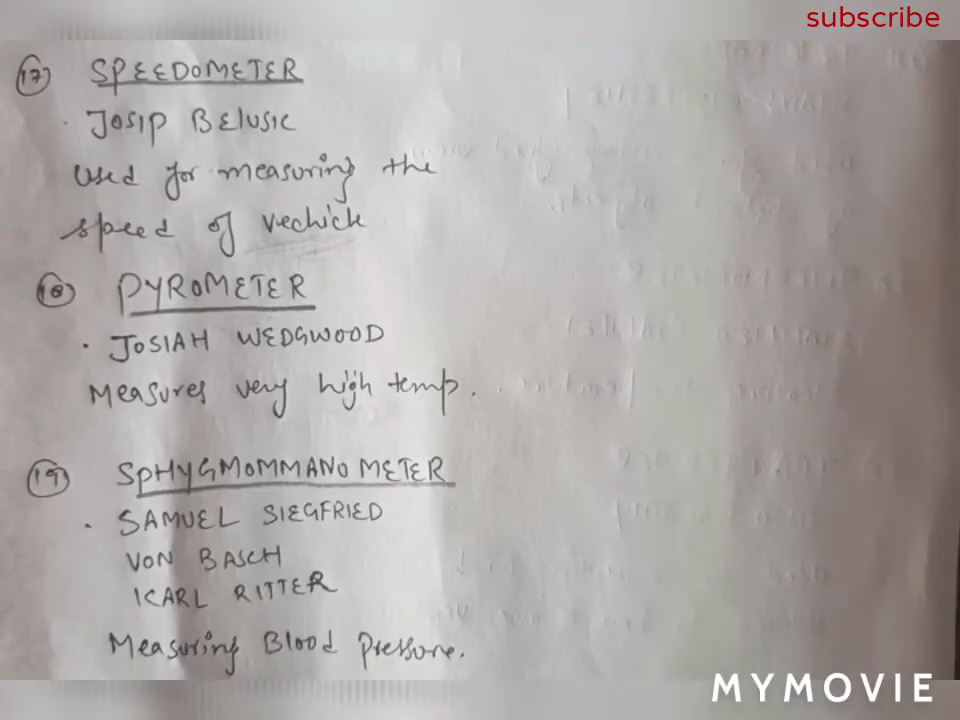 subscribe
17 SPEEDOMETER
· JOSIP BELUSIC
used for measuring the
speed of vechicle
18 PYROMETER
· JOSIAH WEDGWOOD
Measures very high temp.
19 SPHYGMOMMANOMETER
· SAMUEL SIEGFRIED
VON BASCH
KARL RITTER
Measuring Blood pressure.
MYMOVIE